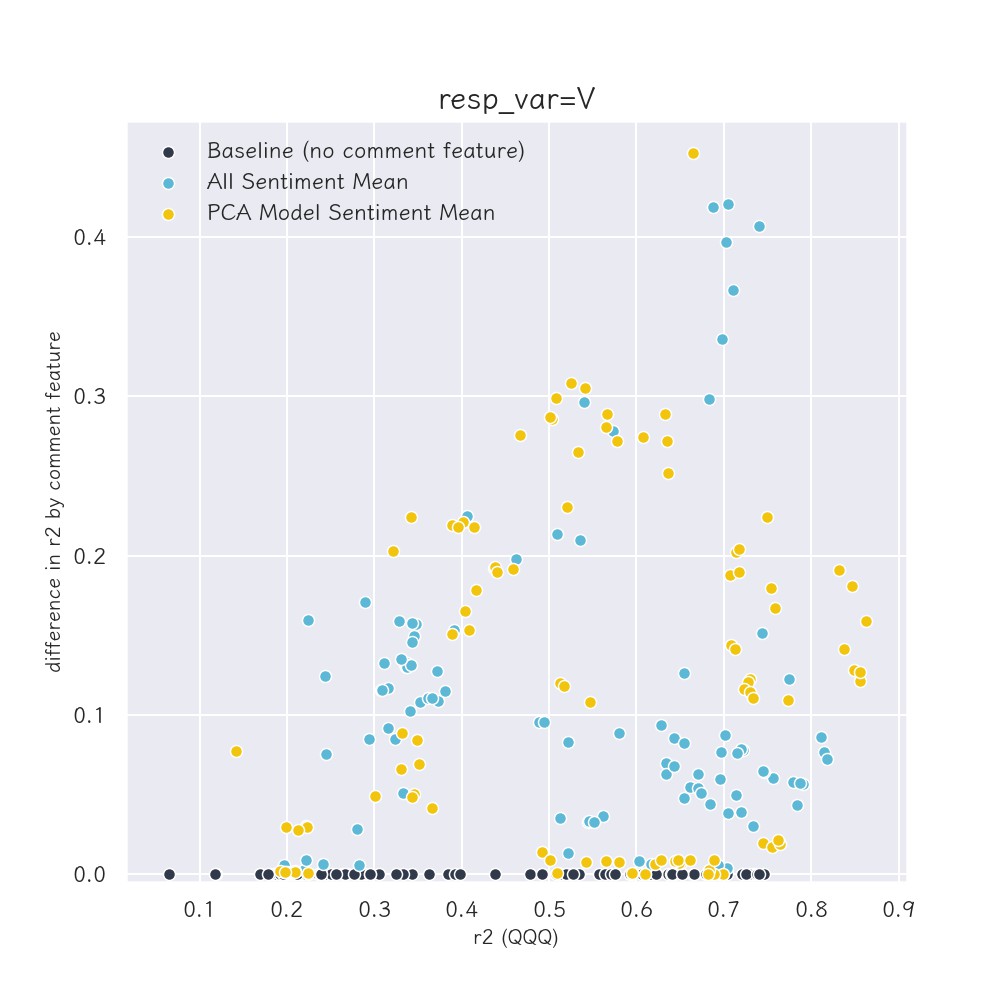 resp_var=V
Baseline (no comment feature)
All Sentiment Mean
PCA Model Sentiment Mean
difference in r2 by comment feature
0.4
0.3
0.2
0.1
0.0
0.1 0.2 0.3 0.4 0.5 0.6 0.7 0.8 0.9
r2 (QQQ)